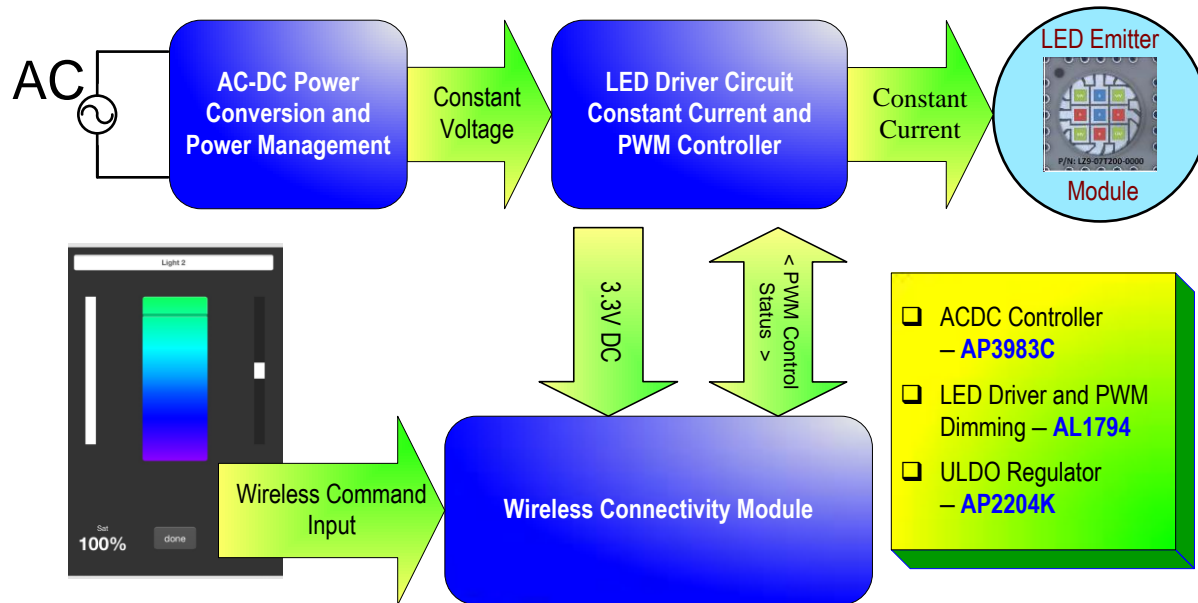 AC
AC-DC Power
Conversion and
Power Management
Constant
Voltage
LED Driver Circuit
Constant Current and
PWM Controller
Constant
Current
LED Emitter
P/N: LZ9-07T200-0000
Module
Light 2
Sat
100%
done
3.3V DC
< PWM Control
Status >
Wireless Command
Input
Wireless Connectivity Module
❑ ACDC Controller
– AP3983C
❑ LED Driver and PWM
Dimming – AL1794
❑ ULDO Regulator
– AP2204K